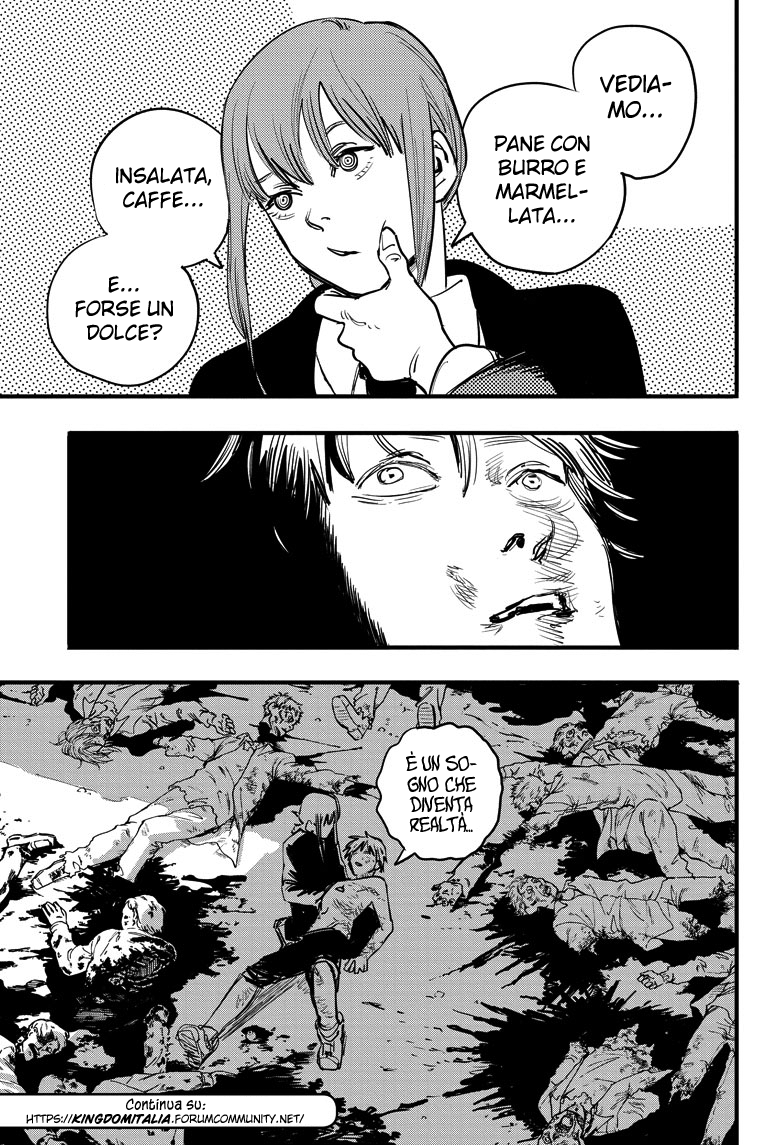 VEDIA-
MO...
PANE CON
BURRO E
MARMEL-
LATA...
INSALATA,
CAFFE...
E...
FORSE UN
DOLCE?
È UN SO-
GNO CHE
DIVENTA
REALTÀ...
Continua su:
HTTPS://KINGDOMITALIA.FORUMCOMMUNITY.NET/